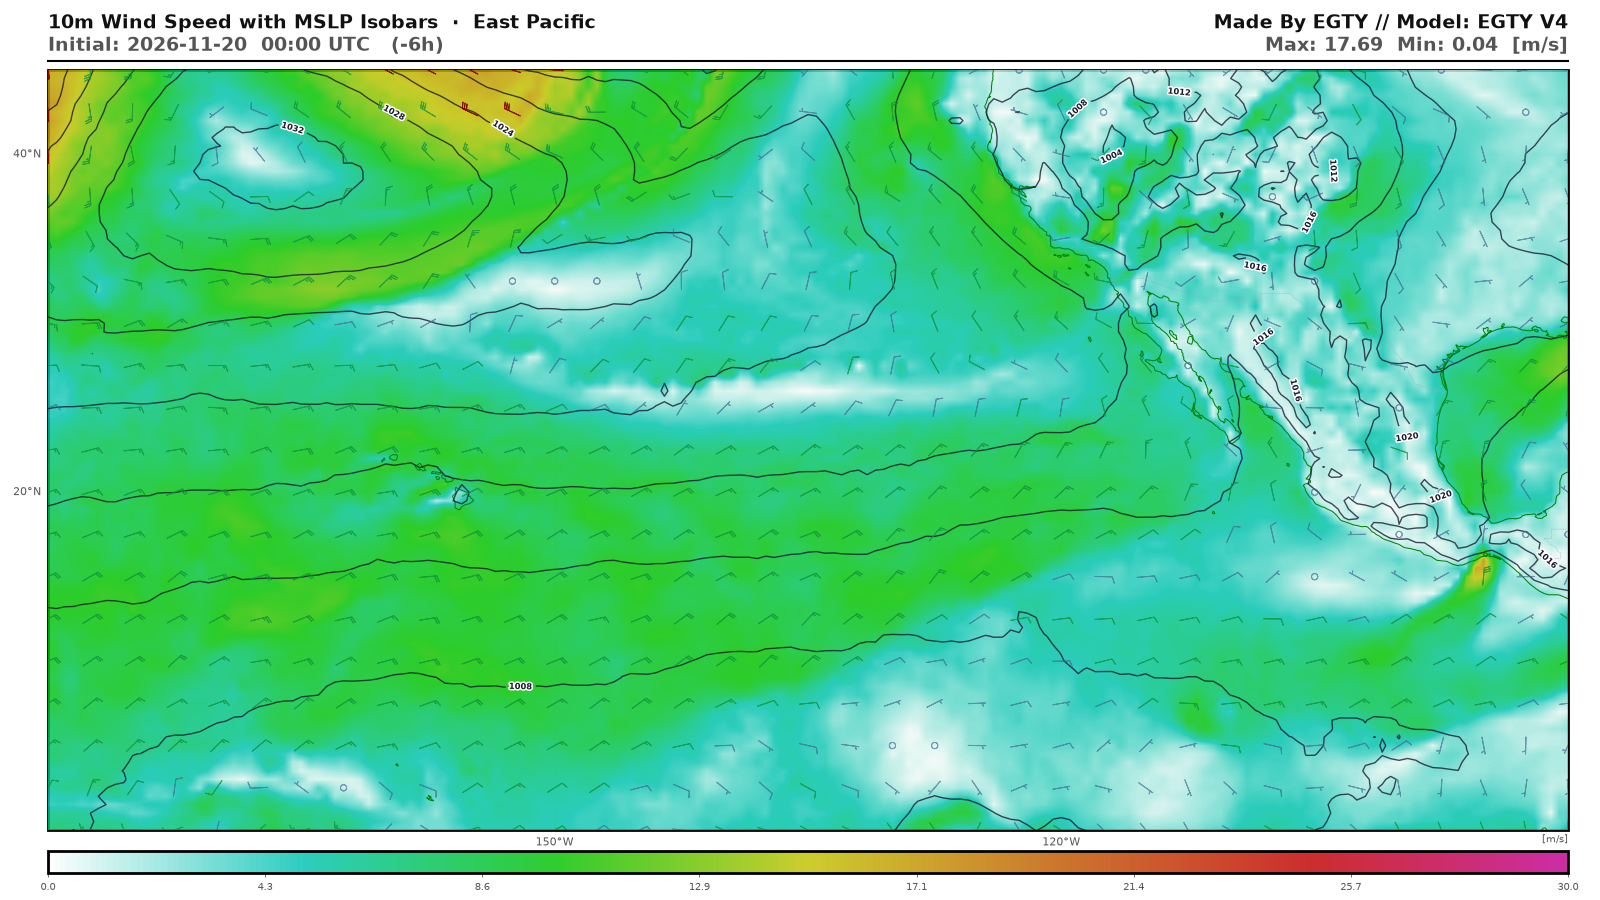 10m Wind Speed with MSLP Isobars · East Pacific
Made By EGTY // Model: EGTY V4
Initial: 2026-11-20 00:00 UTC (-6h)
Max: 17.69 Min: 0.04 [m/s]
1012
1008
1028
1032
1024
40°N
1004
1012
1016
1016
1016
1016
1020
20°N
1020
1016
1008
150°W
120°W
[m/s]
0.0
4.3
8.6
12.9
17.1
21.4
25.7
30.0